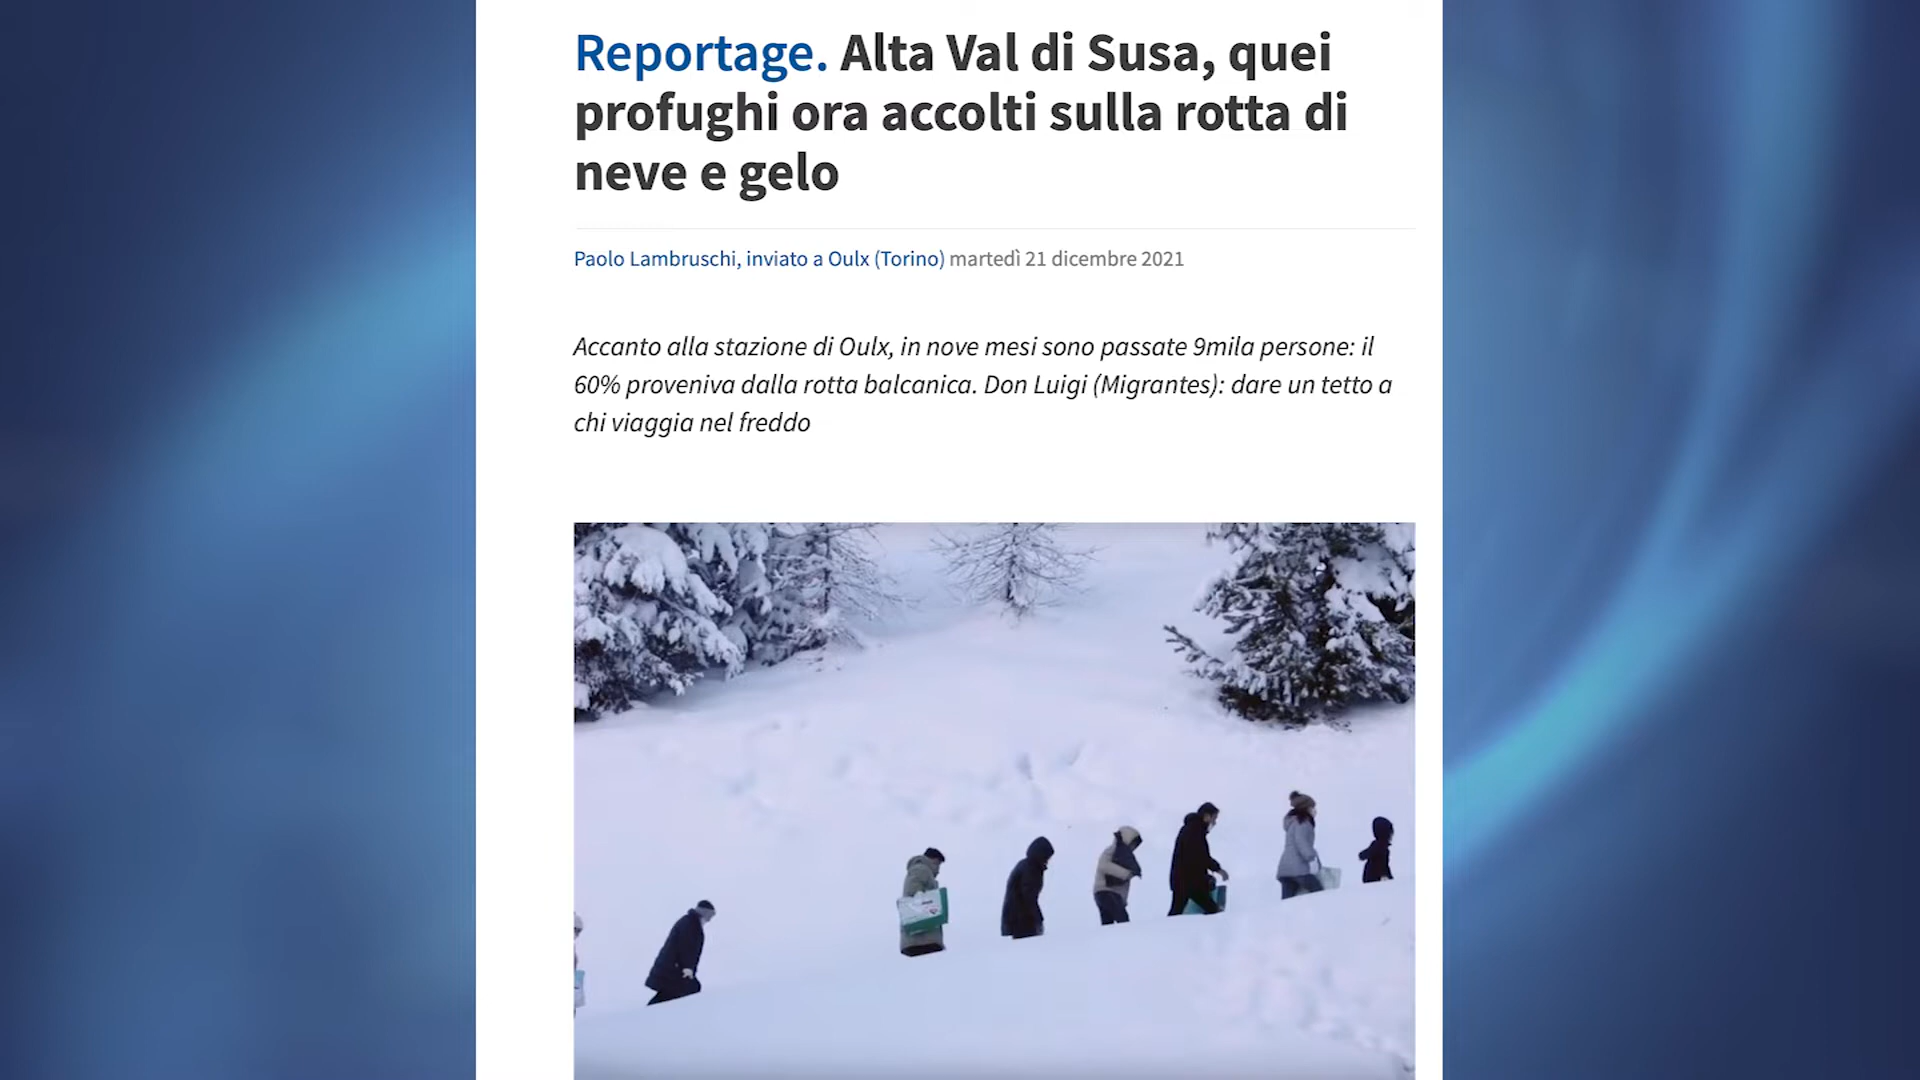 Reportage. Alta Val di Susa, quei
profughi ora accolti sulla rotta di
neve e gelo
Paolo Lambruschi, inviato a Oulx (Torino) martedì 21 dicembre 2021
Accanto alla stazione di Oulx, in nove mesi sono passate 9mila persone: il
60% proveniva dalla rotta balcanica. Don Luigi (Migrantes): dare un tetto a
chi viaggia nel freddo